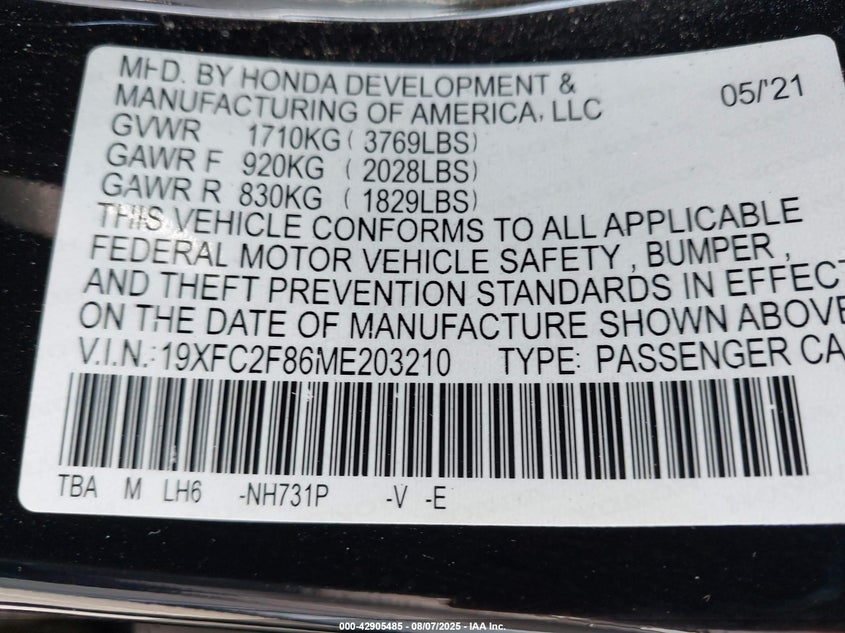 MFD. BY HONDA DEVELOPMENT &
MANUFACTURING OF AMERICA, LLC
05/'21
GVWR 1710KG ( 3769LBS)
GAWR F 920KG ( 2028LBS)
GAWR R 830KG ( 1829LBS)
THIS VEHICLE CONFORMS TO ALL APPLICABLE
FEDERAL MOTOR VEHICLE SAFETY , BUMPER ,
AND THEFT PREVENTION STANDARDS IN EFFECT
ON THE DATE OF MANUFACTURE SHOWN ABOVE
V.I.N.: 19XFC2F86ME203210 TYPE: PASSENGER CA
TBA M LH6 -NH731P -V -E
000-42905485 - 08/07/2025 - IAA Inc.